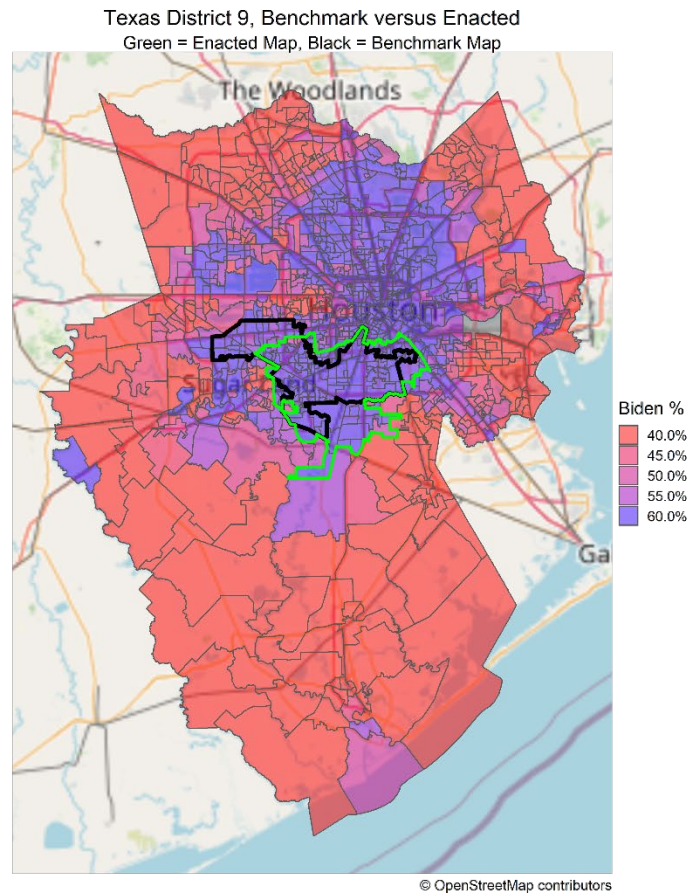 Texas District 9, Benchmark versus Enacted
Green = Enacted Map, Black = Benchmark Map
The Woodlands
Houston
Sugar Land
Ga
Biden %
40.0%
45.0%
50.0%
55.0%
60.0%
© OpenStreetMap contributors